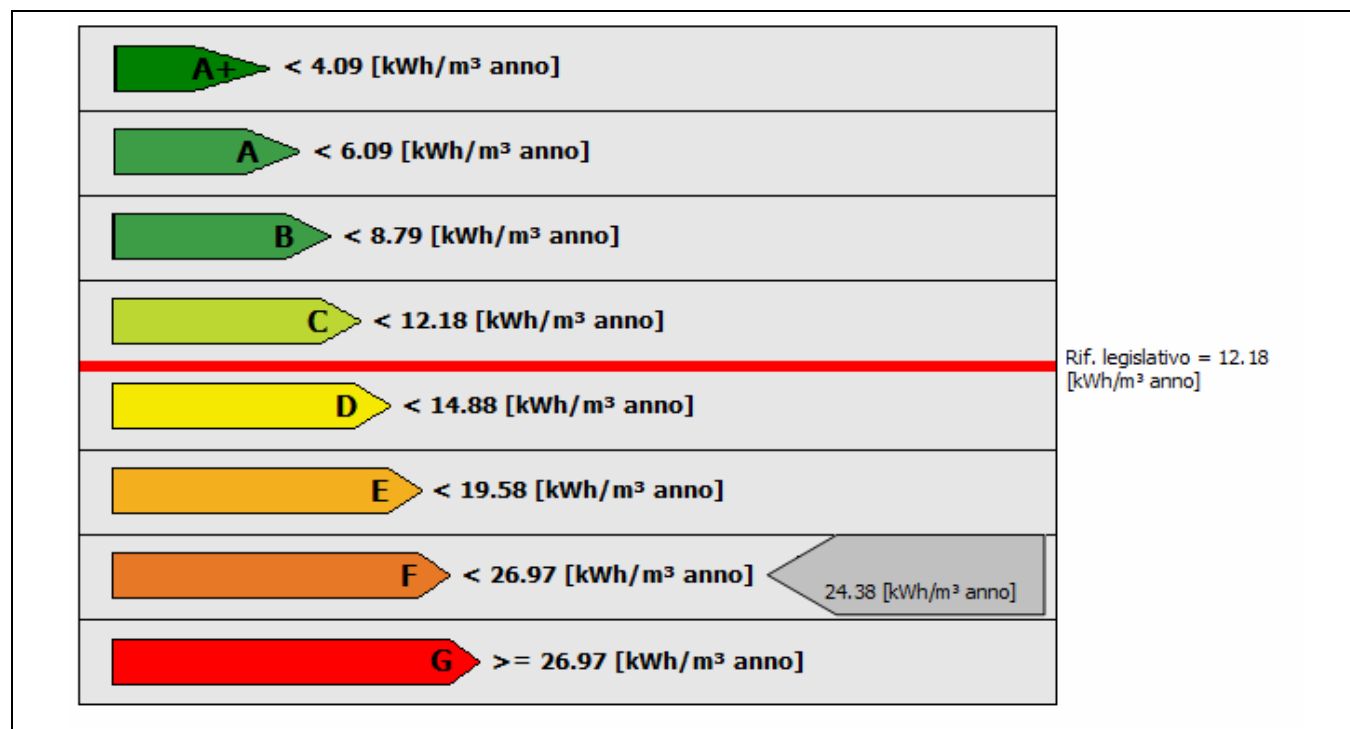 A+ < 4.09 [kWh/m³ anno]
A < 6.09 [kWh/m³ anno]
B < 8.79 [kWh/m³ anno]
C < 12.18 [kWh/m³ anno]
Rif. legislativo = 12.18
[kWh/m³ anno]
D < 14.88 [kWh/m³ anno]
E < 19.58 [kWh/m³ anno]
F < 26.97 [kWh/m³ anno]
24.38 [kWh/m³ anno]
G >= 26.97 [kWh/m³ anno]